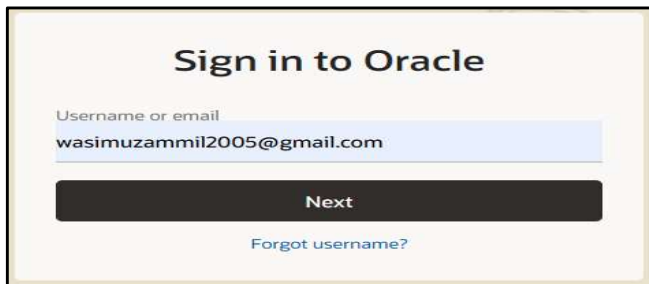 Sign in to Oracle
Username or email
wasimuzammil2005@gmail.com
Next
Forgot username?